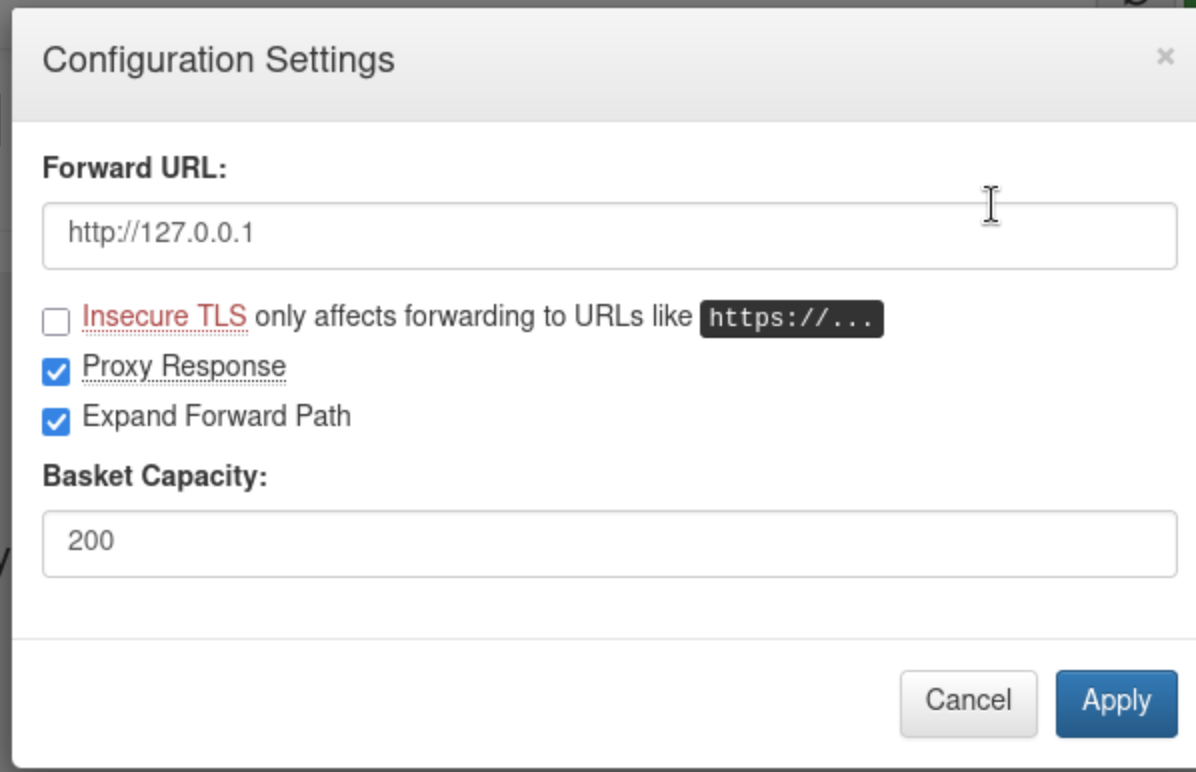 Configuration Settings
×
Forward URL:
http://127.0.0.1
Insecure TLS only affects forwarding to URLs like https://...
Proxy Response
Expand Forward Path
Basket Capacity:
200
Cancel
Apply